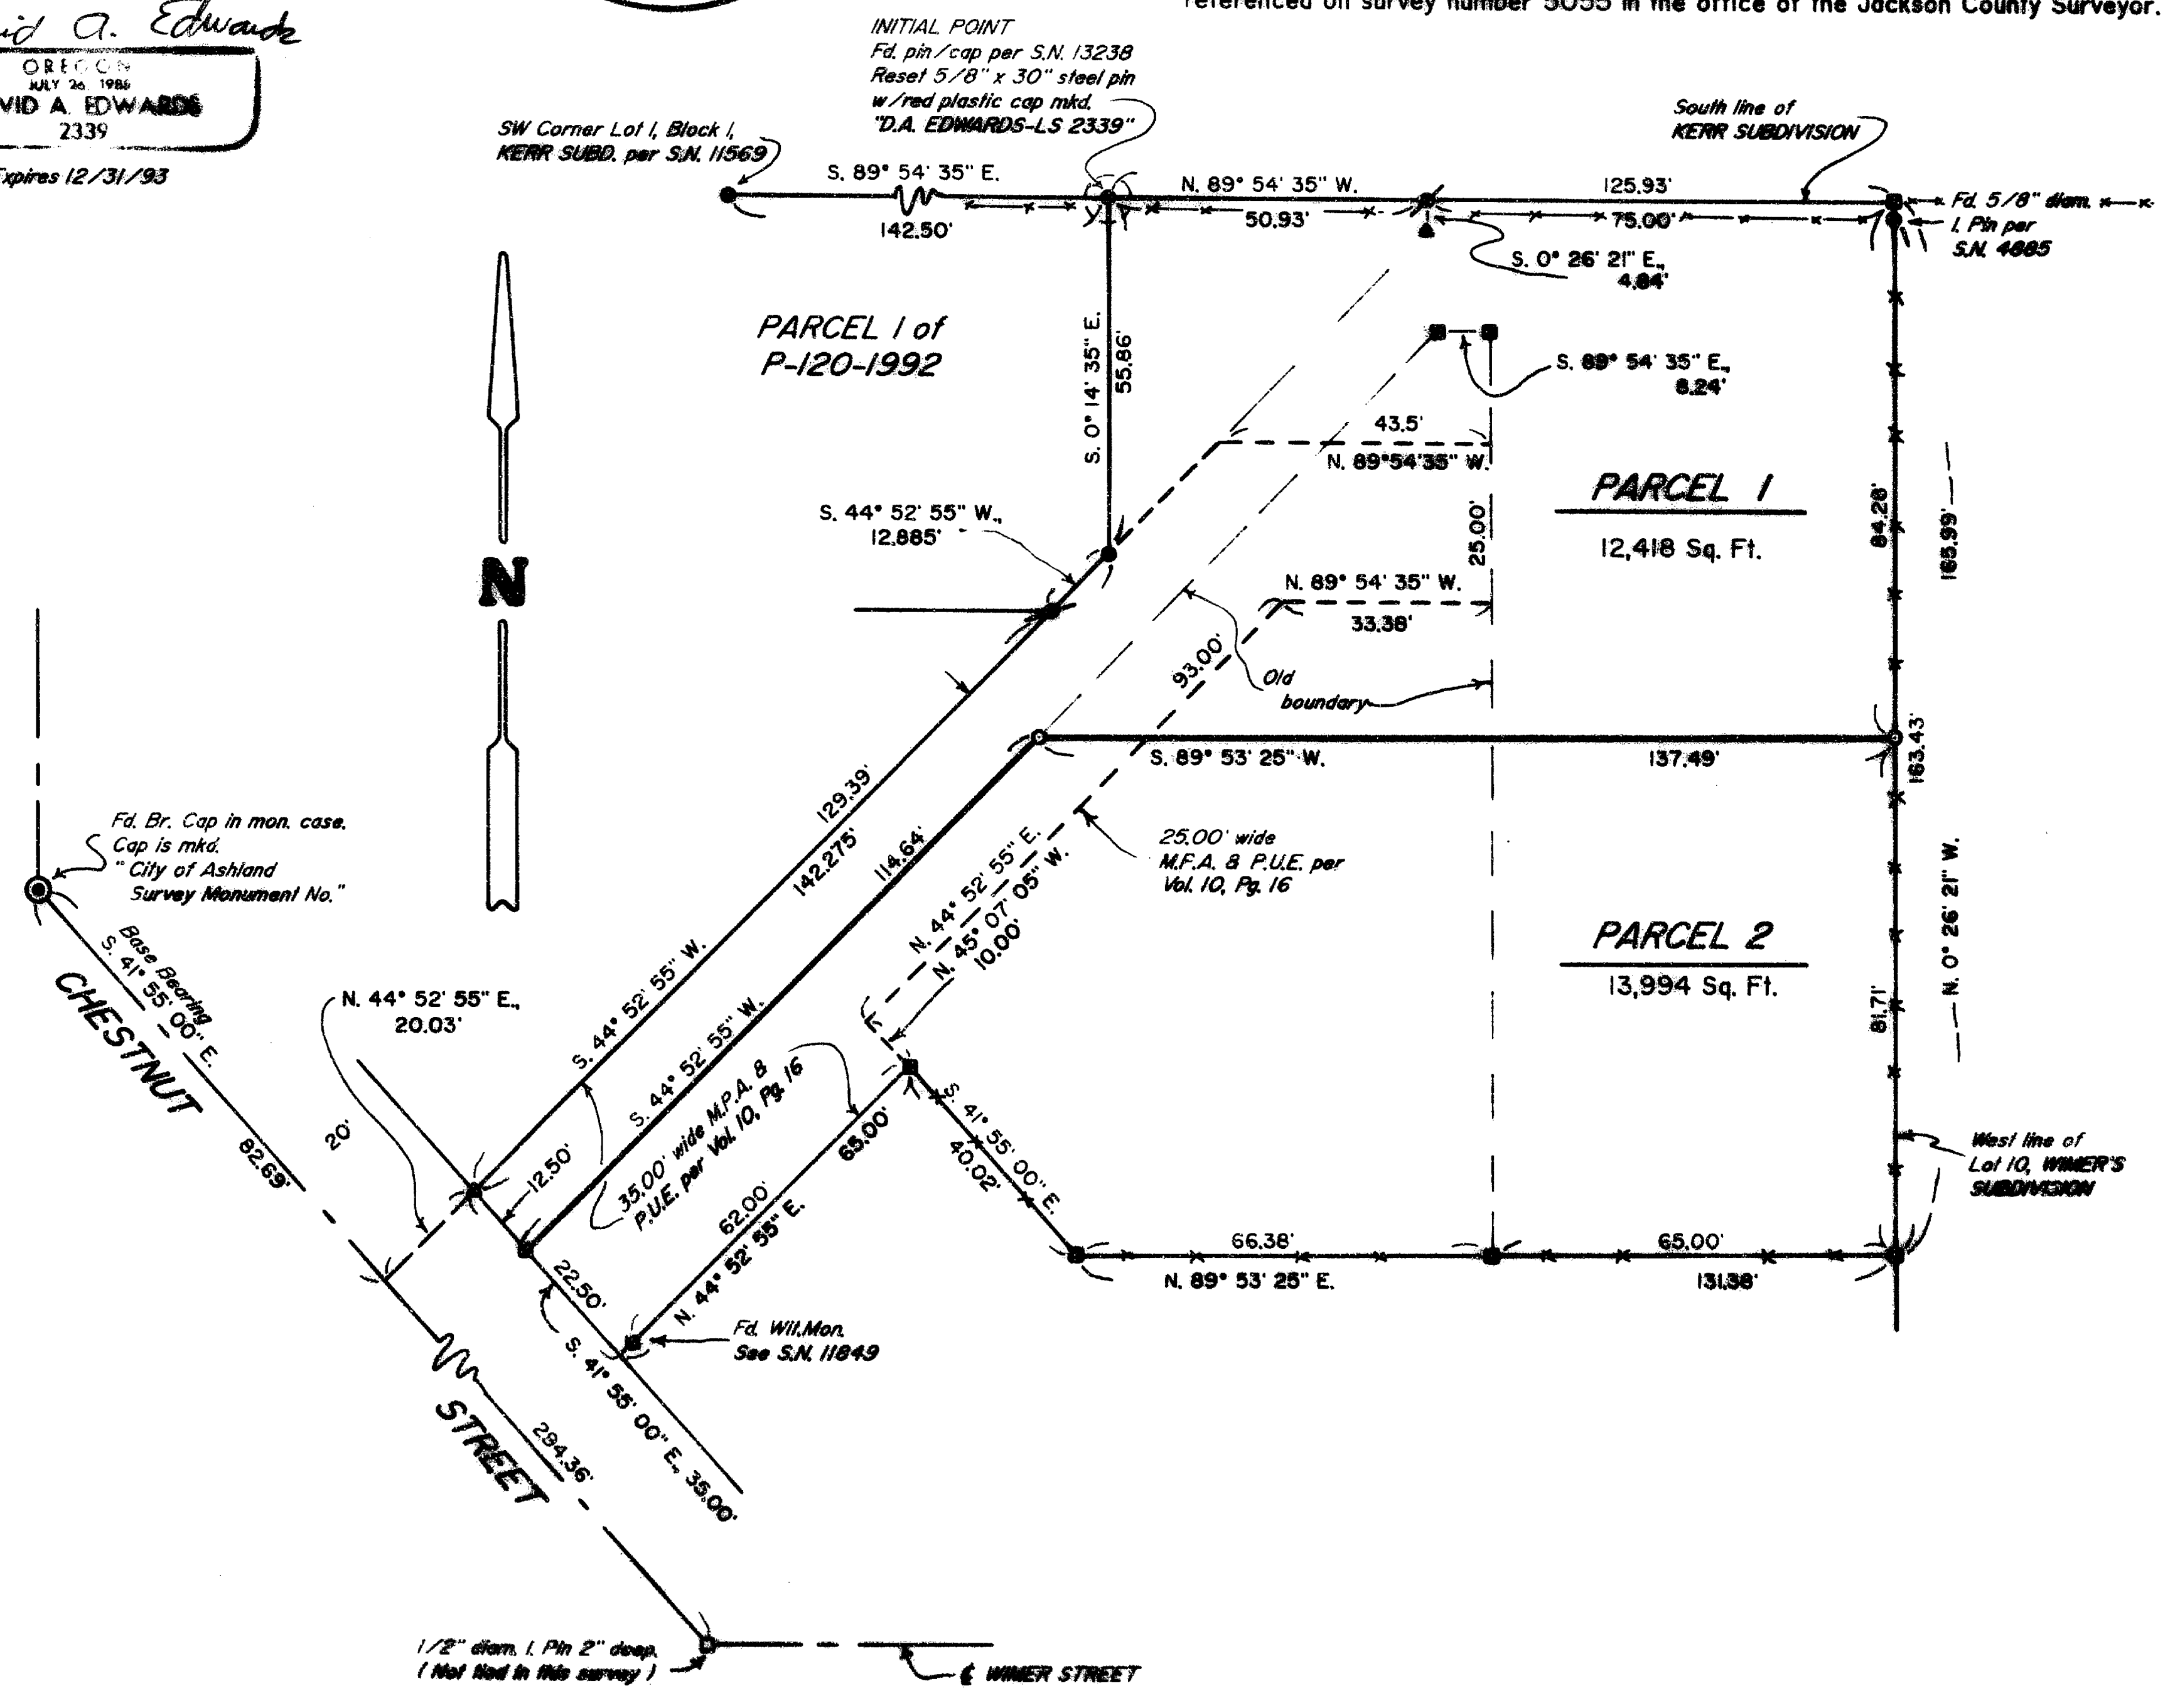 referenced on survey number 5055 in the office of the Jackson County Surveyor.
id A. Edwards
OREGON
JULY 26, 1986
VID A. EDWARDS
2339
Expires 12/31/93
INITIAL POINT
Fd. pin/cap per S.N. 13238
Reset 5/8" x 30" steel pin
w/red plastic cap mkd.
"D.A. EDWARDS-LS 2339"
SW Corner Lot 1, Block 1,
KERR SUBD. per S.N. 11569
South line of
KERR SUBDIVISION
S. 89° 54' 35" E.
142.50'
N. 89° 54' 35" W.
50.93'
125.93'
75.00'
Fd. 5/8" diam.
I. Pin per
S.N. 4885
S. 0° 26' 21" E.,
4.84'
PARCEL 1 of
P-120-1992
S. 0° 14' 35" E.
55.86'
S. 89° 54' 35" E.,
8.24'
43.5'
N. 89° 54' 35" W.
PARCEL 1
12,418 Sq. Ft.
25.00'
84.28'
165.99'
S. 44° 52' 55" W.,
12.885'
N
N. 89° 54' 35" W.
33.38'
93.00'
Old
boundary
S. 89° 53' 25" W.
137.49'
163.43'
129.39'
142.275'
114.64'
Fd. Br. Cap in mon. case.
Cap is mkd.
" City of Ashland
Survey Monument No."
N. 44° 52' 55" E.
N. 45° 07' 05" W.
10.00'
25.00' wide
M.F.A. & P.U.E. per
Vol. 10, Pg. 16
PARCEL 2
13,994 Sq. Ft.
N. 0° 26' 21" W.
81.71'
Base Bearing
S. 41° 55' 00" E.
CHESTNUT
82.69'
20'
N. 44° 52' 55" E.,
20.03'
S. 44° 52' 55" W.
S. 44° 52' 55" W.
35.00' wide M.P.A. &
P.U.E. per Vol. 10, Pg. 16
12.50'
65.00'
62.00'
N. 44° 52' 55" E.
S. 41° 55' 00" E.
40.02'
West line of
Lot 10, WIMER'S
SUBDIVISION
66.38'
N. 89° 53' 25" E.
65.00'
131.38'
22.50'
Fd. Wit. Mon.
See S.N. 11849
S. 41° 55' 00" E., 35.00'
STREET
294.36'
1/2" diam. I. Pin 2" deep.
( Not tied in this survey )
℄ WIMER STREET